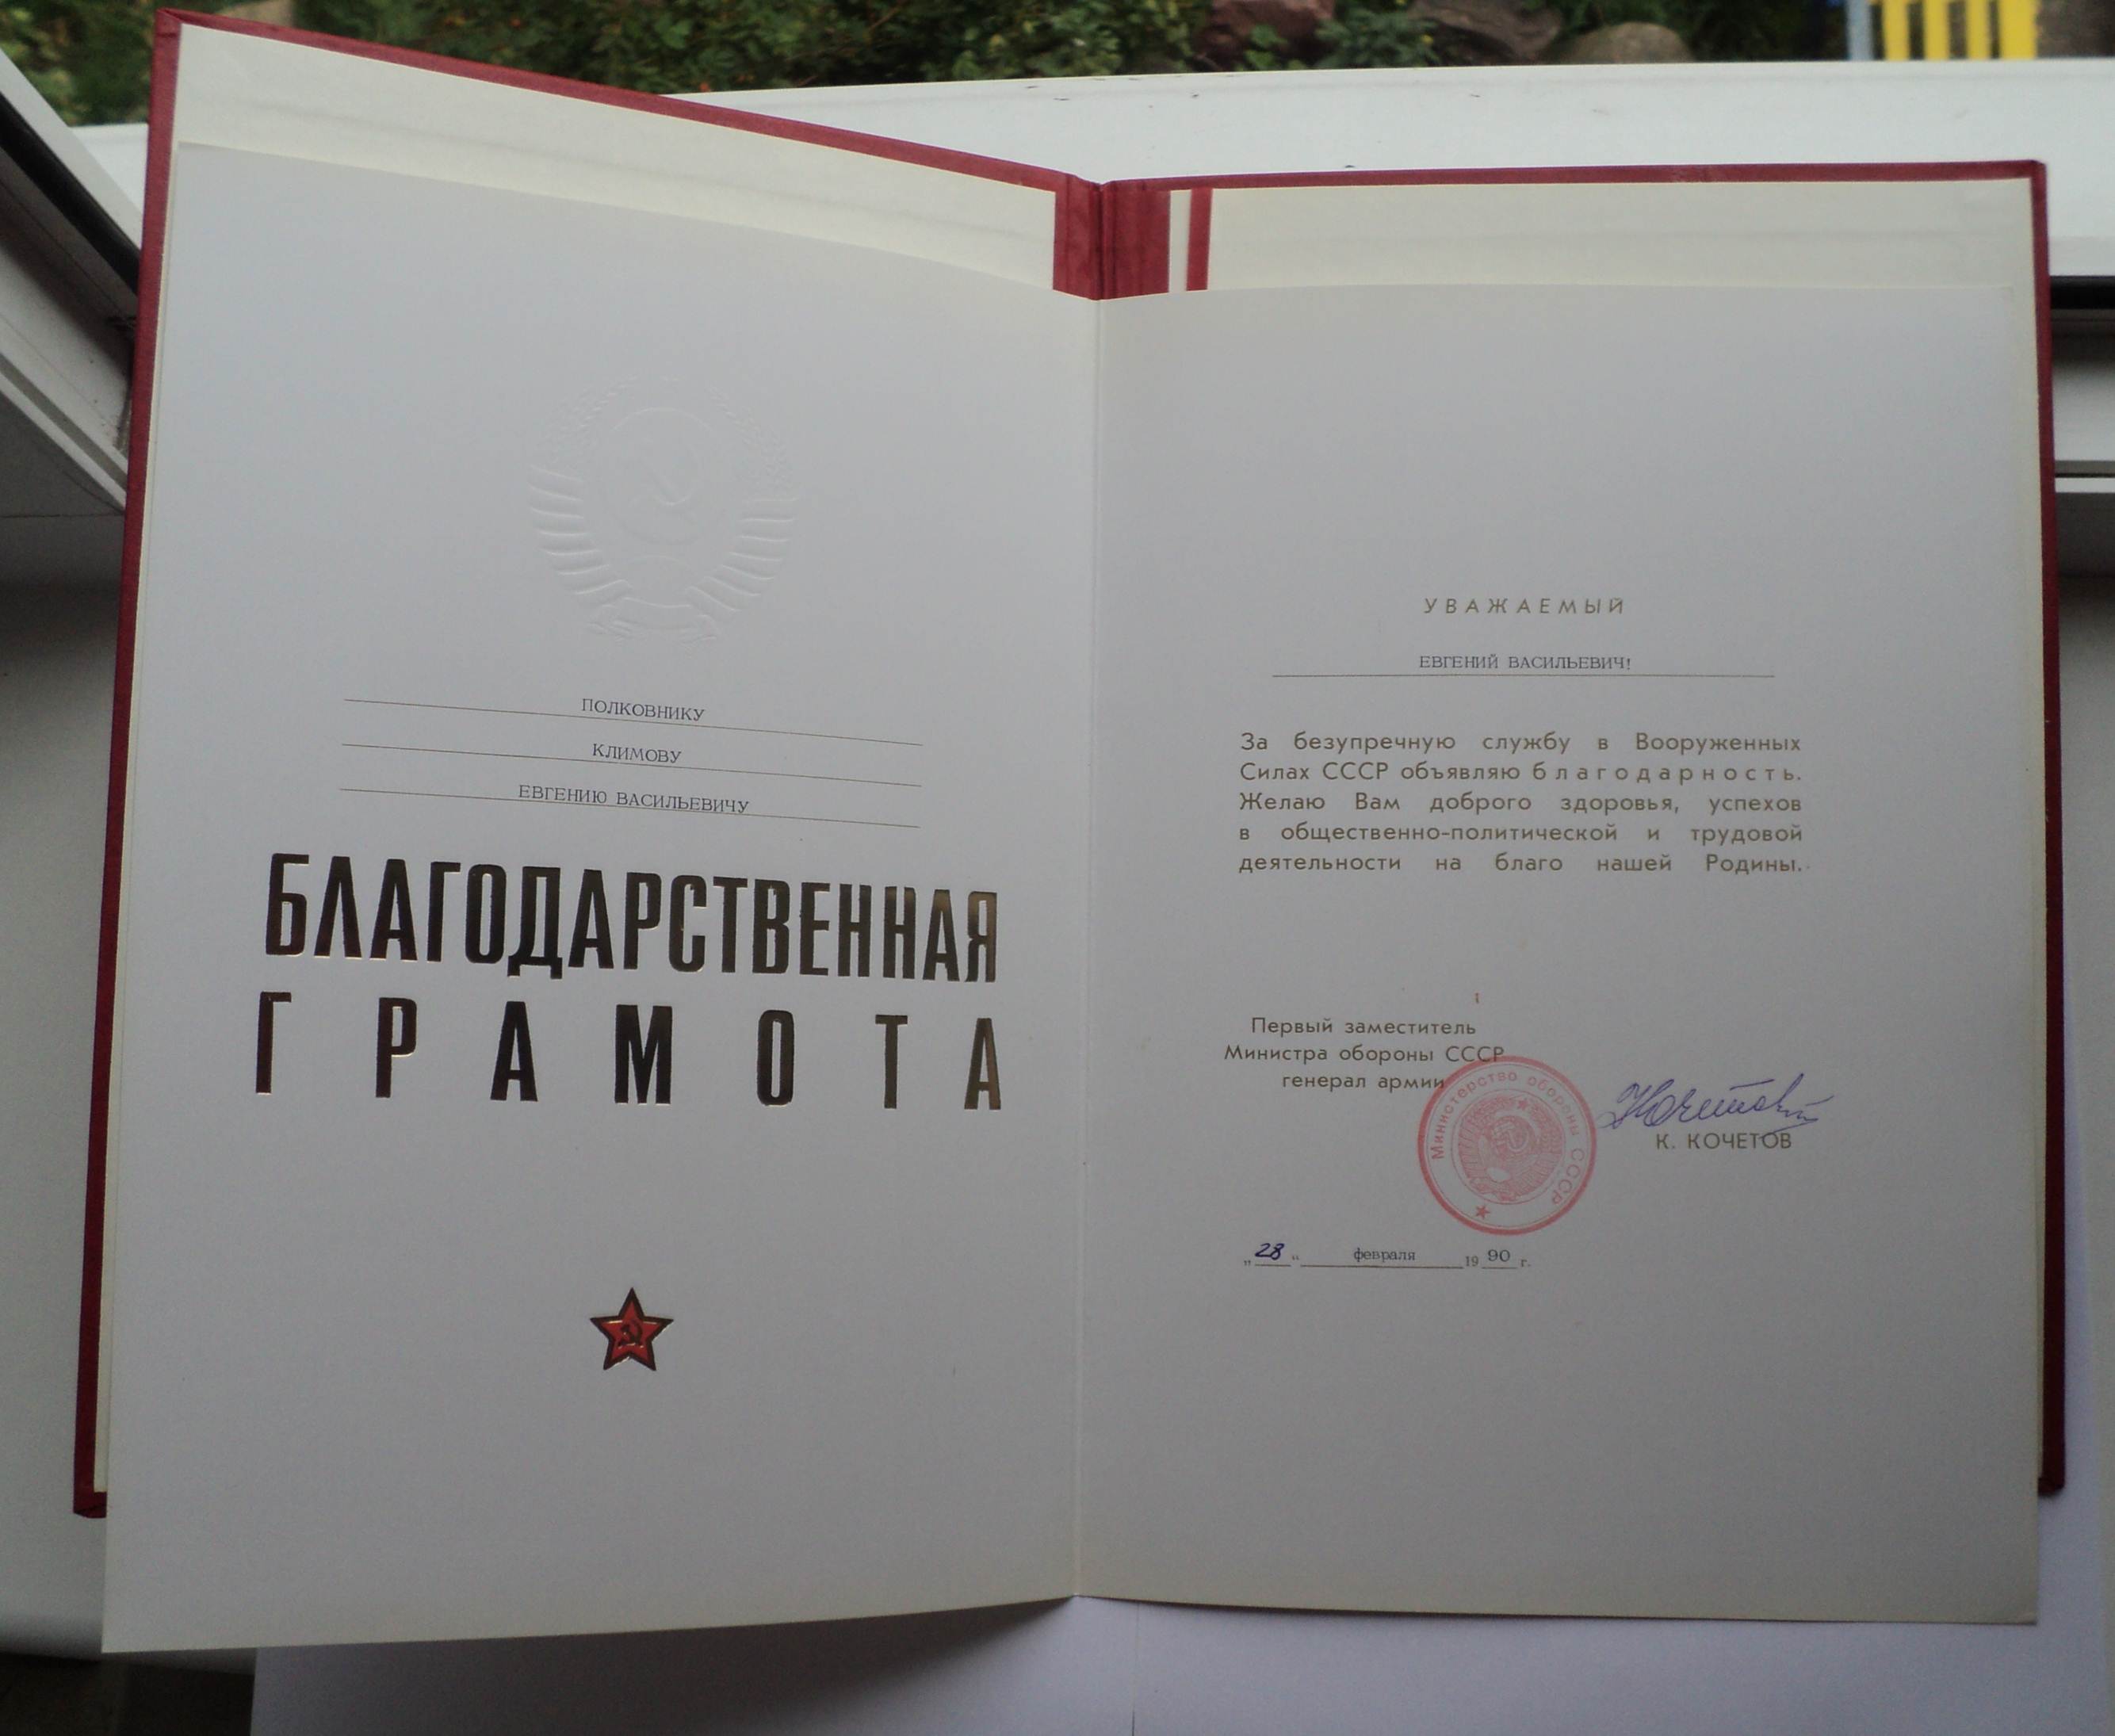 ПОЛКОВНИКУ
КЛИМОВУ
ЕВГЕНИЮ ВАСИЛЬЕВИЧУ
БЛАГОДАРСТВЕННАЯ
ГРАМОТА
УВАЖАЕМЫЙ
ЕВГЕНИЙ ВАСИЛЬЕВИЧ!
За безупречную службу в Вооруженных
Силах СССР объявляю благодарность.
Желаю Вам доброго здоровья, успехов
в общественно-политической и трудовой
деятельности на благо нашей Родины.
Первый заместитель
Министра обороны СССР
генерал армии
Министерство обороны СССР
Кочетов
К. КОЧЕТОВ
„28“ февраля 1990 г.